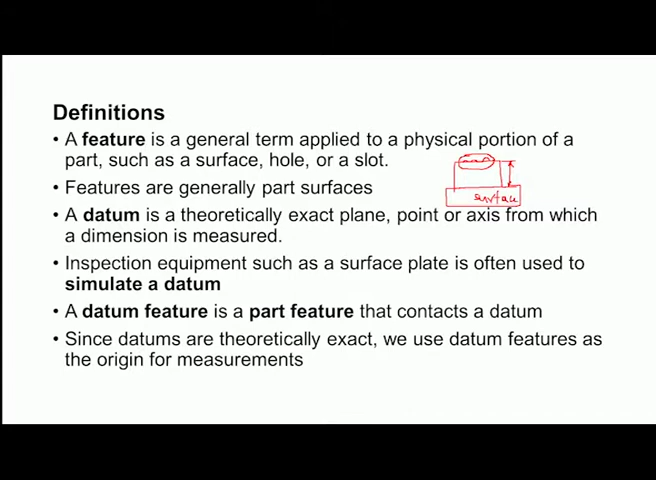 Definitions
• A feature is a general term applied to a physical portion of a
part, such as a surface, hole, or a slot.
• Features are generally part surfaces
surface
• A datum is a theoretically exact plane, point or axis from which
a dimension is measured.
• Inspection equipment such as a surface plate is often used to
simulate a datum
• A datum feature is a part feature that contacts a datum
• Since datums are theoretically exact, we use datum features as
the origin for measurements